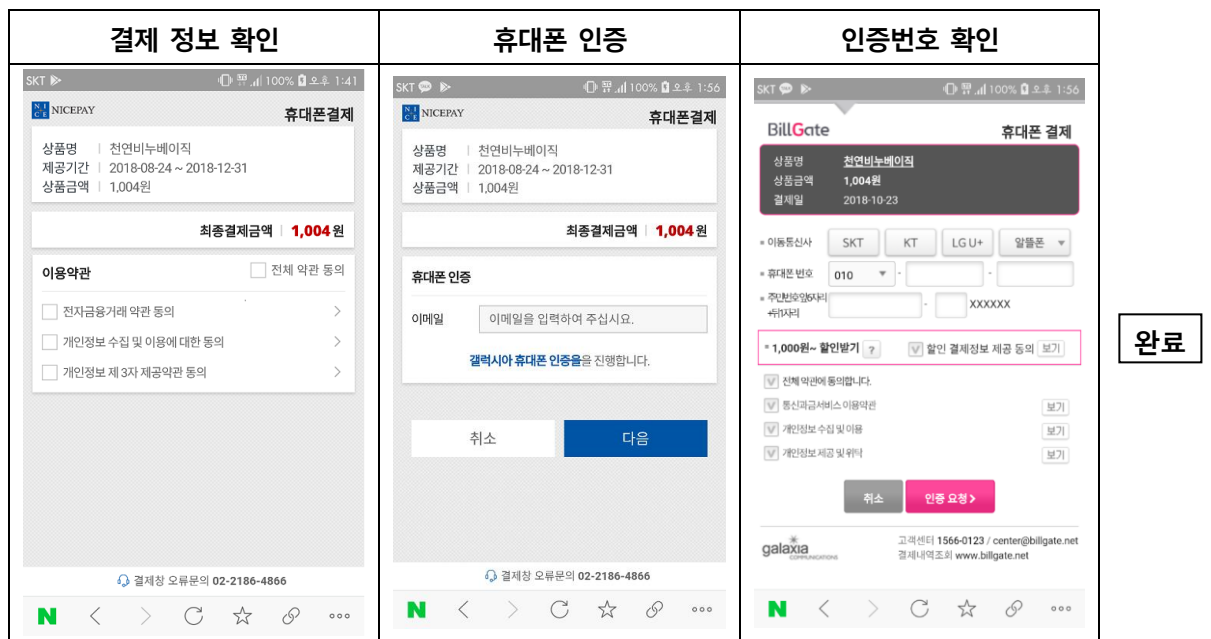 결제 정보 확인
휴대폰 인증
인증번호 확인
SKT 100% 오후 1:41
NICE NICEPAY 휴대폰결제
상품명 천연비누베이직
제공기간 2018-08-24 ~ 2018-12-31
상품금액 1,004원
최종결제금액 1,004 원
이용약관 전체 약관 동의
전자금융거래 약관 동의
개인정보 수집 및 이용에 대한 동의
개인정보 제 3자 제공약관 동의
결제창 오류문의 02-2186-4866
N
SKT 100% 오후 1:56
NICE NICEPAY 휴대폰결제
상품명 천연비누베이직
제공기간 2018-08-24 ~ 2018-12-31
상품금액 1,004원
최종결제금액 1,004 원
휴대폰 인증
이메일 이메일을 입력하여 주십시요.
갤럭시아 휴대폰 인증을을 진행합니다.
취소 다음
결제창 오류문의 02-2186-4866
N
SKT 100% 오후 1:56
BillGate 휴대폰 결제
상품명 천연비누베이직
상품금액 1,004원
결제일 2018-10-23
이동통신사 SKT KT LG U+ 알뜰폰
휴대폰 번호 010 - -
주민번호앞6자리 - XXXXXX
+뒤1자리
1,000원~ 할인받기 ? 할인 결제정보 제공 동의 보기
전체 약관에 동의합니다.
통신과금서비스 이용약관 보기
개인정보 수집 및 이용 보기
개인정보 제공 및 위탁 보기
취소 인증 요청 >
galaxia COMMUNICATIONS 고객센터 1566-0123 / center@billgate.net
결제내역조회 www.billgate.net
N
완료